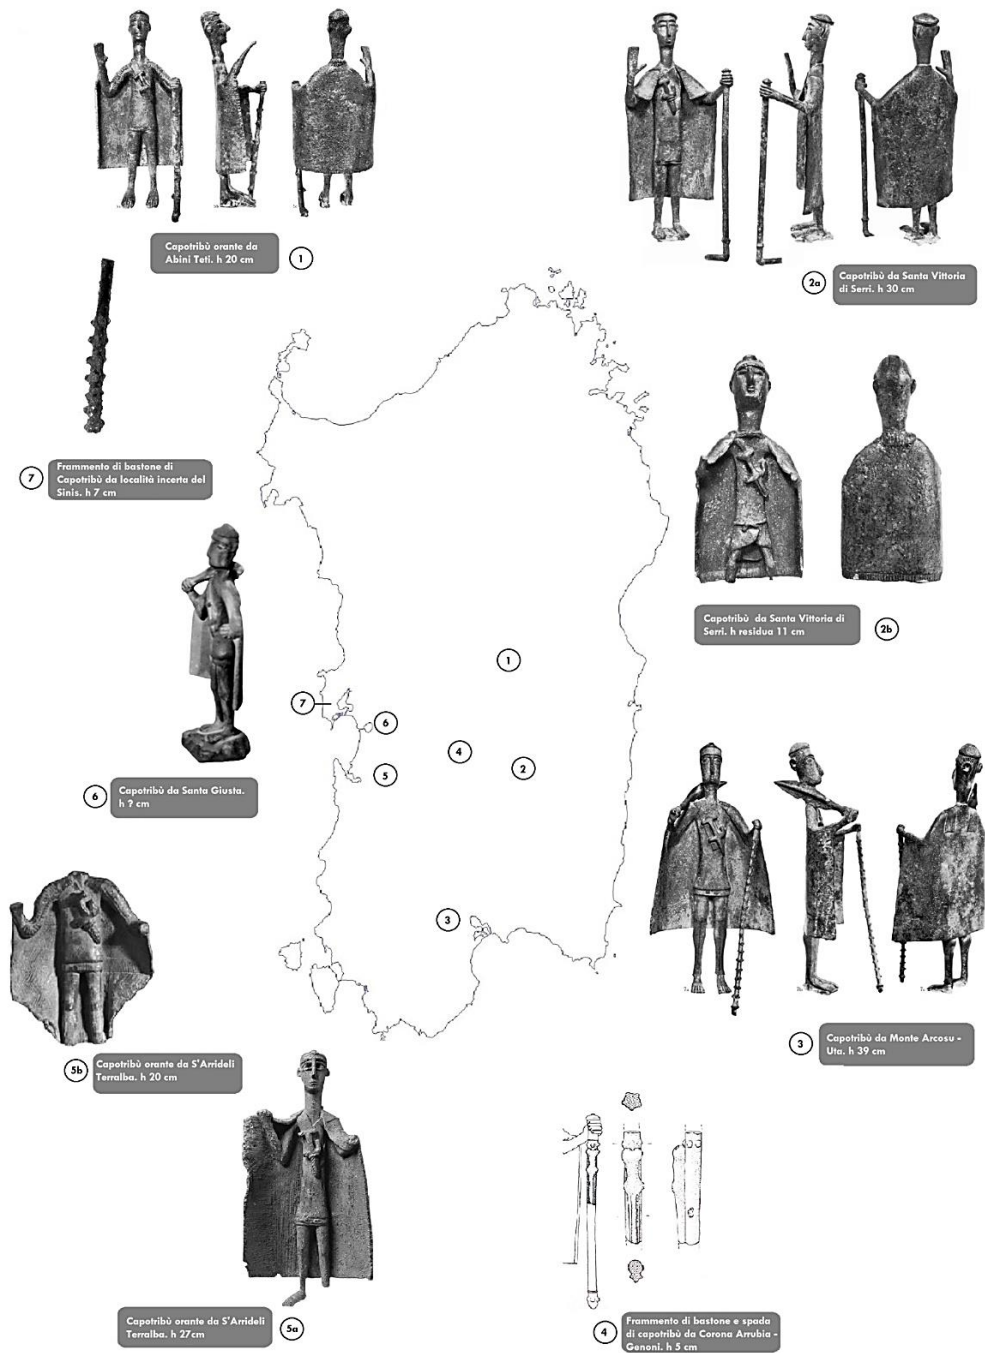 Capotribù orante da
Abini Teti. h 20 cm
1
2a
Capotribù da Santa Vittoria
di Serri. h 30 cm
7
Frammento di bastone di
Capotribù da località incerta del
Sinis. h 7 cm
Capotribù da Santa Vittoria di
Serri. h residua 11 cm
2b
1
7
6
4
2
5
6
Capotribù da Santa Giusta.
h ? cm
3
3
Capotribù da Monte Arcosu -
Uta. h 39 cm
5b
Capotribù orante da S'Arrideli
Terralba. h 20 cm
Capotribù orante da S'Arrideli
Terralba. h 27cm
5a
4
Frammento di bastone e spada
di capotribù da Corona Arrubia -
Genoni. h 5 cm